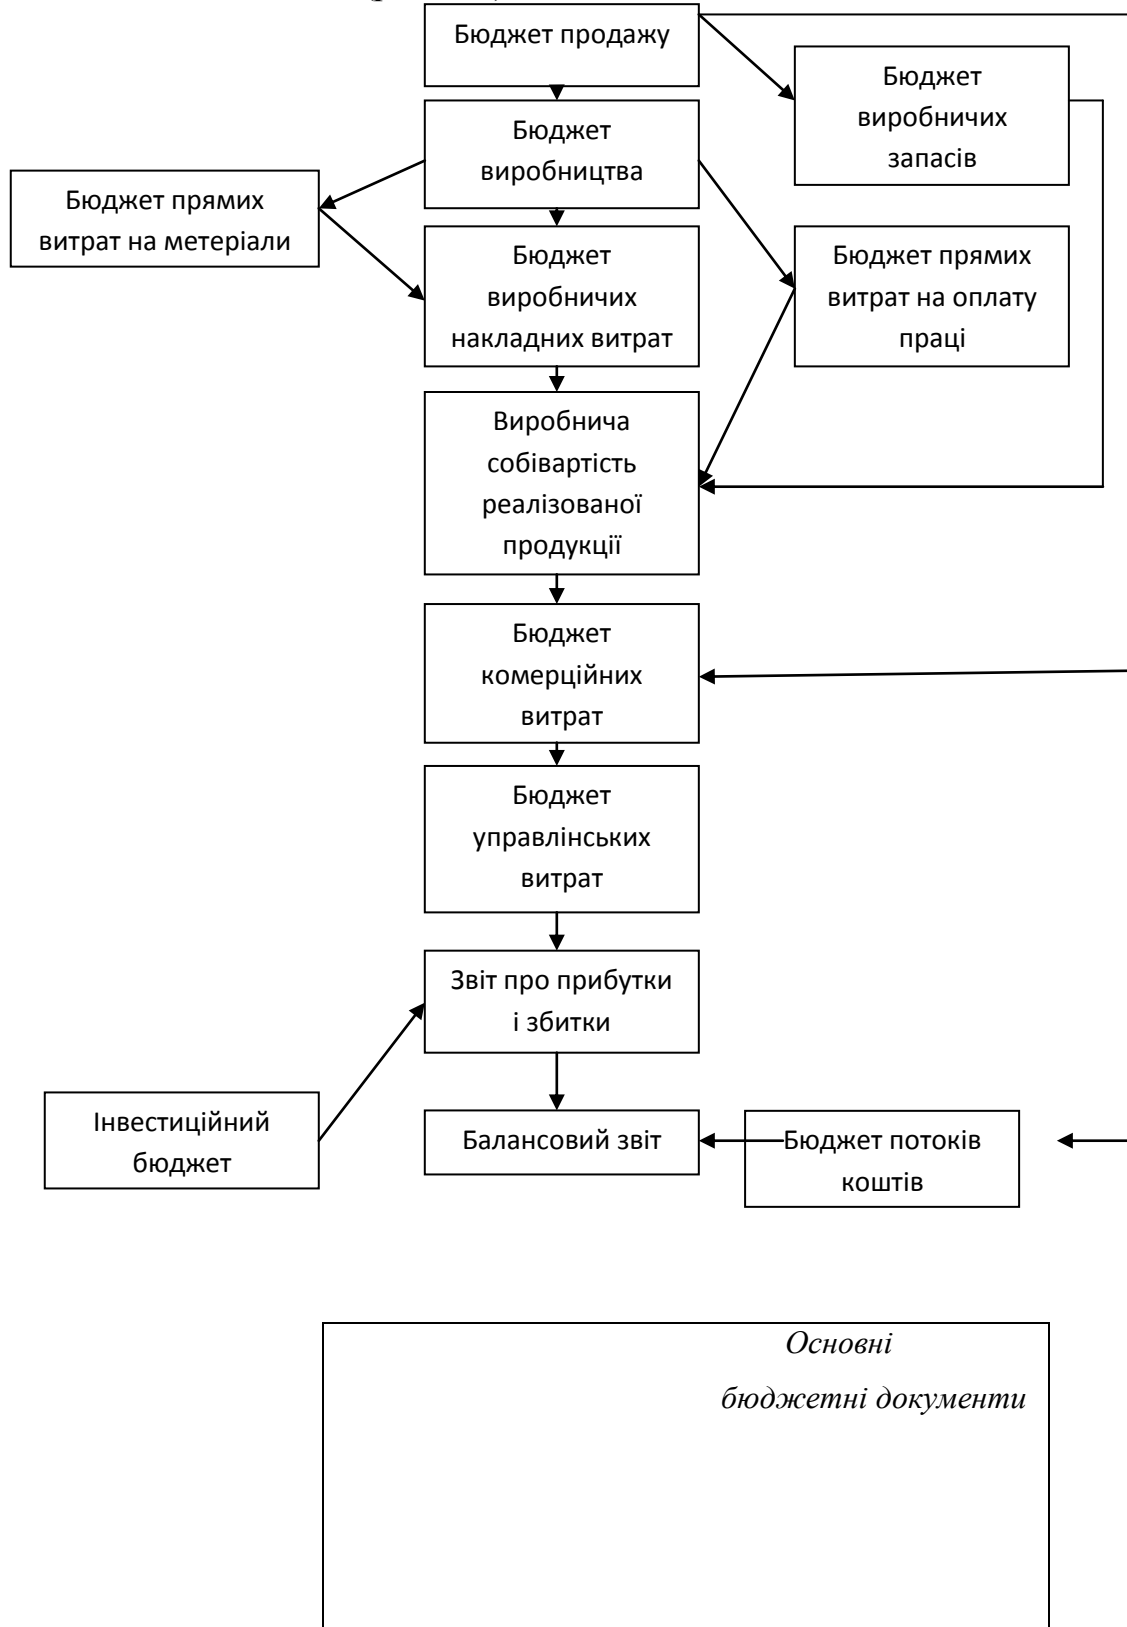 Бюджет продажу
Бюджет
виробничих
запасів
Бюджет
виробництва
Бюджет прямих
витрат на метеріали
Бюджет
виробничих
накладних витрат
Бюджет прямих
витрат на оплату
праці
Виробнича
собівартість
реалізованої
продукції
Бюджет
комерційних
витрат
Бюджет
управлінських
витрат
Звіт про прибутки
і збитки
Інвестиційний
бюджет
Балансовий звіт
Бюджет потоків
коштів
Основні
бюджетні документи